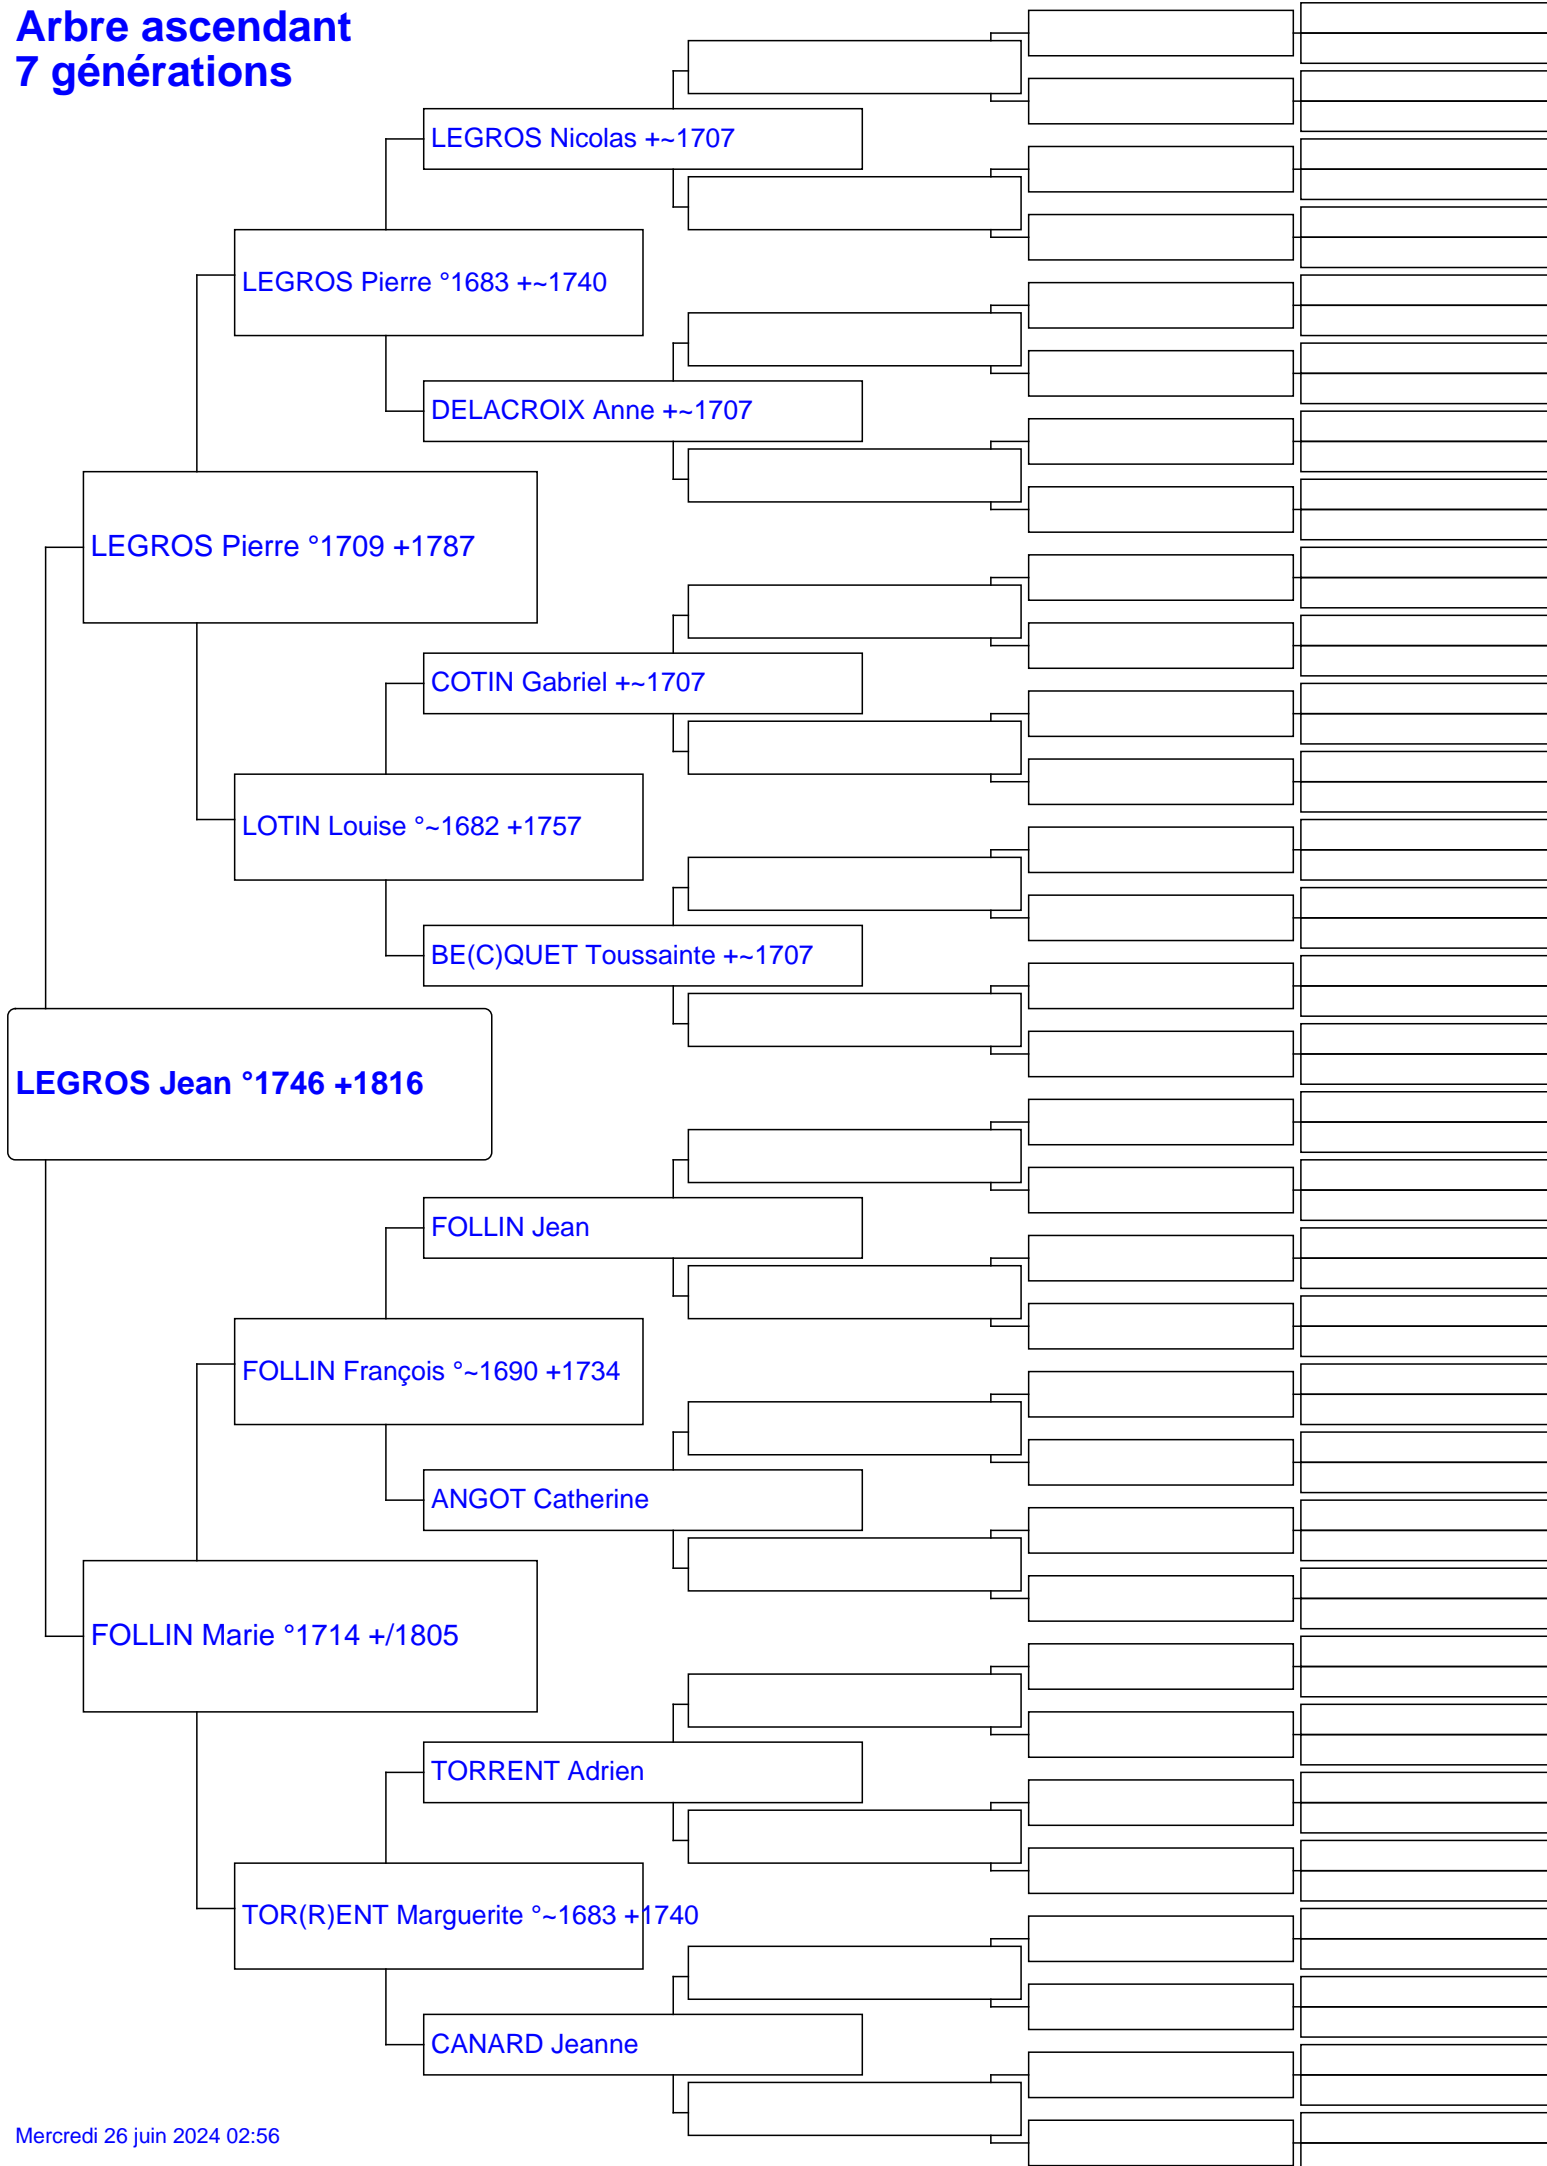 Arbre ascendant
7 générations
LEGROS Nicolas +~1707
LEGROS Pierre °1683 +~1740
DELACROIX Anne +~1707
LEGROS Pierre °1709 +1787
COTIN Gabriel +~1707
LOTIN Louise °~1682 +1757
BE(C)QUET Toussainte +~1707
LEGROS Jean °1746 +1816
FOLLIN Jean
FOLLIN François °~1690 +1734
ANGOT Catherine
FOLLIN Marie °1714 +/1805
TORRENT Adrien
TOR(R)ENT Marguerite °~1683 +1740
CANARD Jeanne
Mercredi 26 juin 2024 02:56